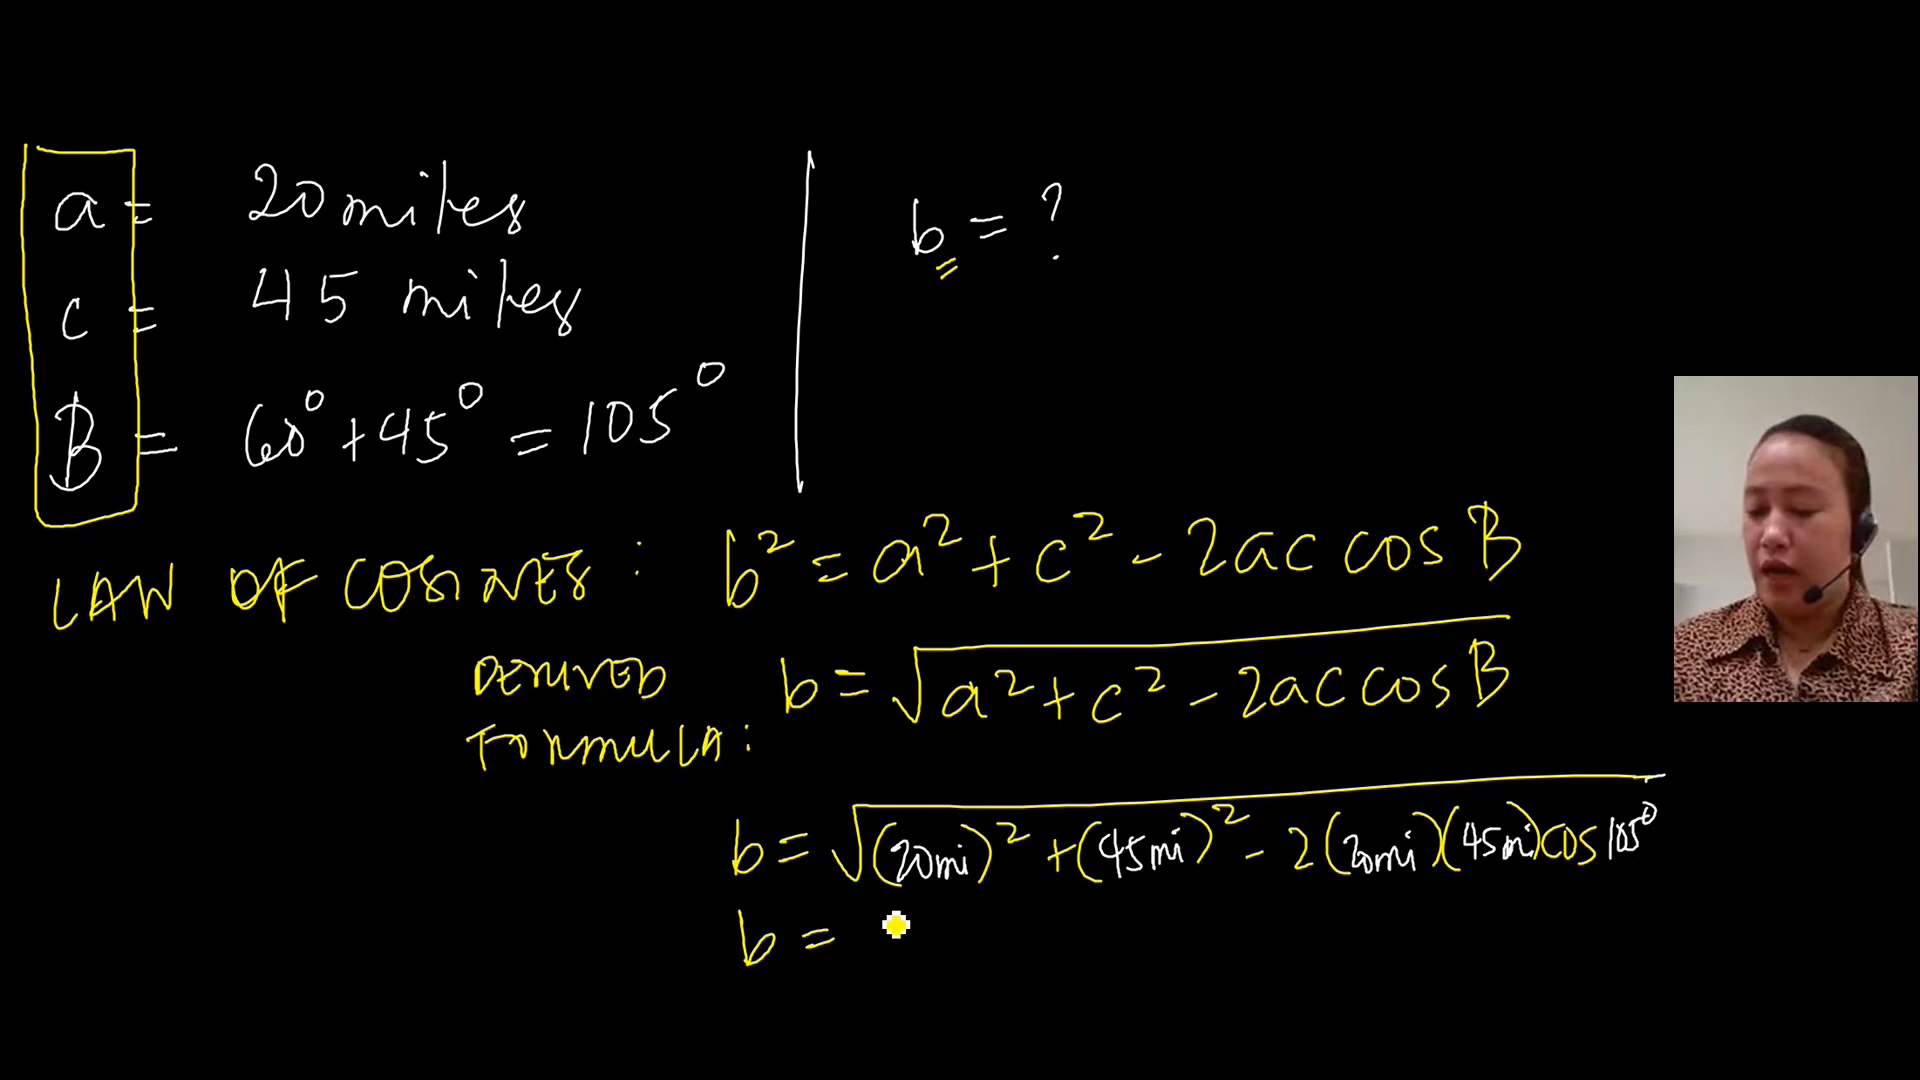 a = 20 miles
c = 45 miles
B = 60° + 45° = 105°
b = ?
LAW OF COSINES : b² = a² + c² - 2ac cos B
DERIVED FORMULA : b = √(a² + c² - 2ac cos B)
b = √((20mi)² + (45mi)² - 2(20mi)(45mi)cos 105°)
b =